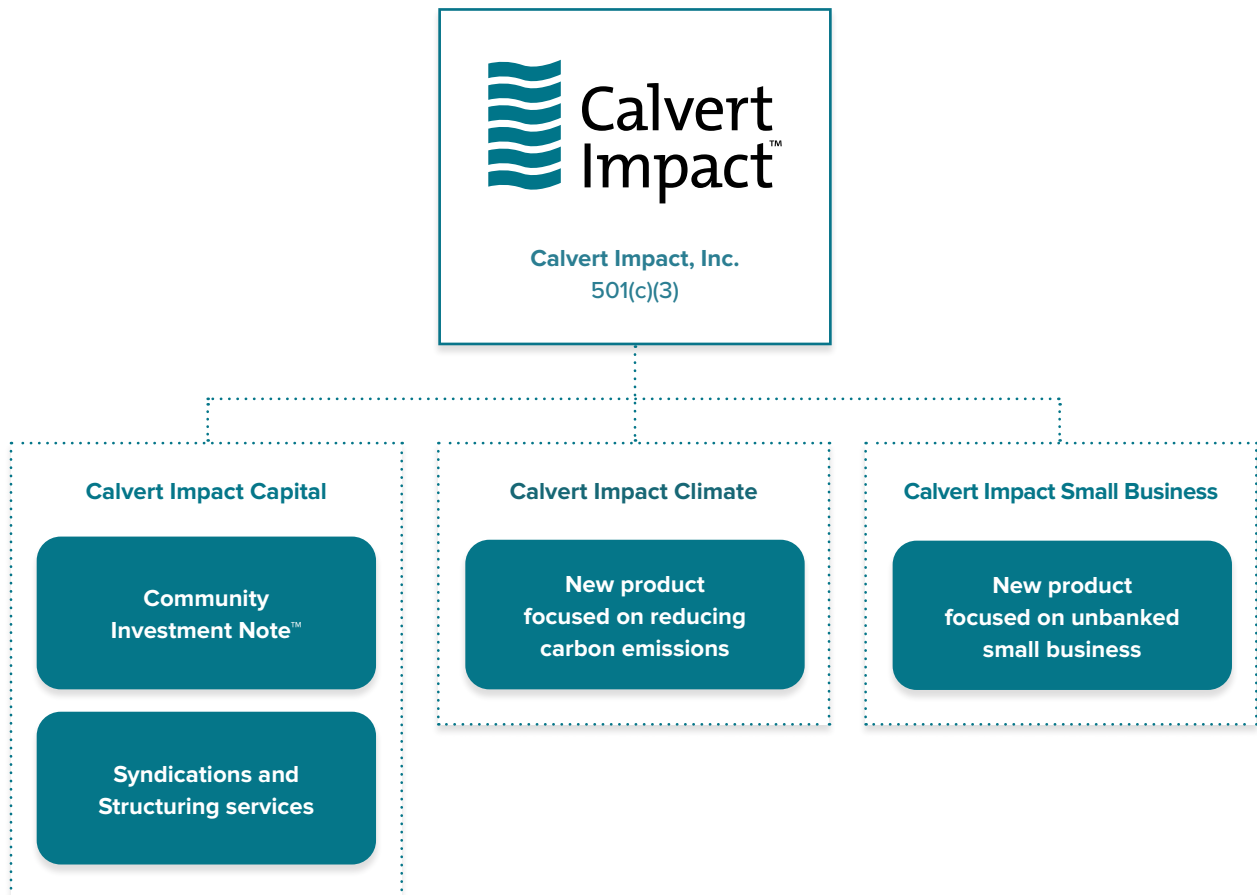 Calvert
Impact™
Calvert Impact, Inc.
501(c)(3)
Calvert Impact Capital
Community
Investment Note™
Syndications and
Structuring services
Calvert Impact Climate
New product
focused on reducing
carbon emissions
Calvert Impact Small Business
New product
focused on unbanked
small business